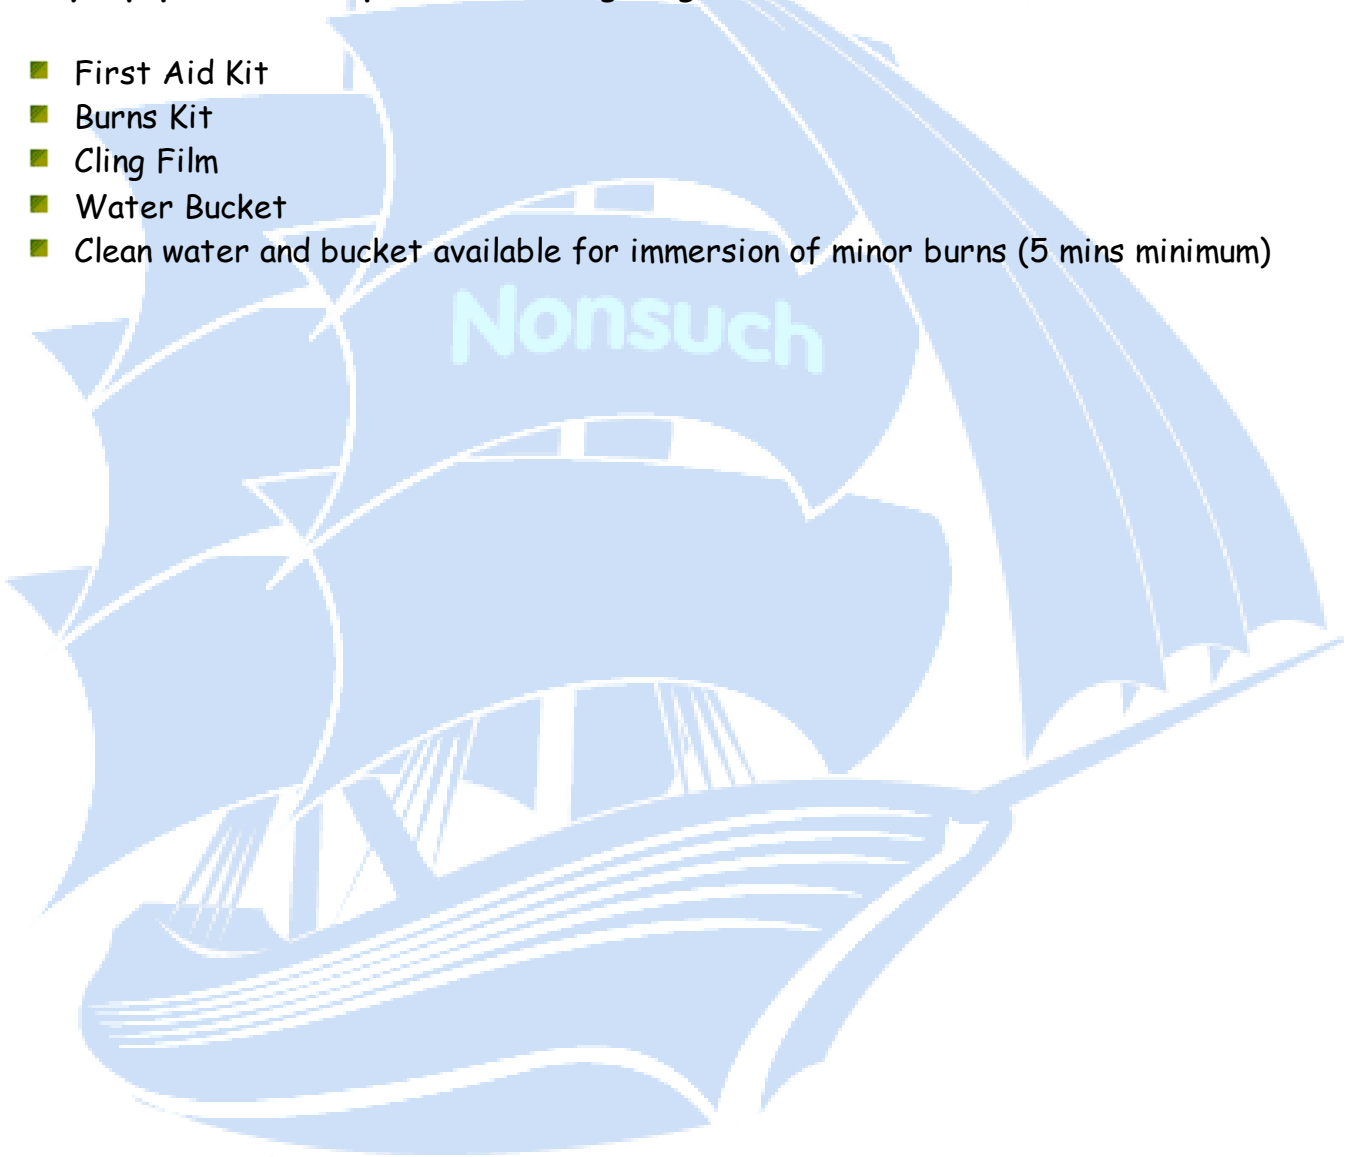 First Aid Kit
Burns Kit
Cling Film
Water Bucket
Clean water and bucket available for immersion of minor burns (5 mins minimum)
Nonsuch